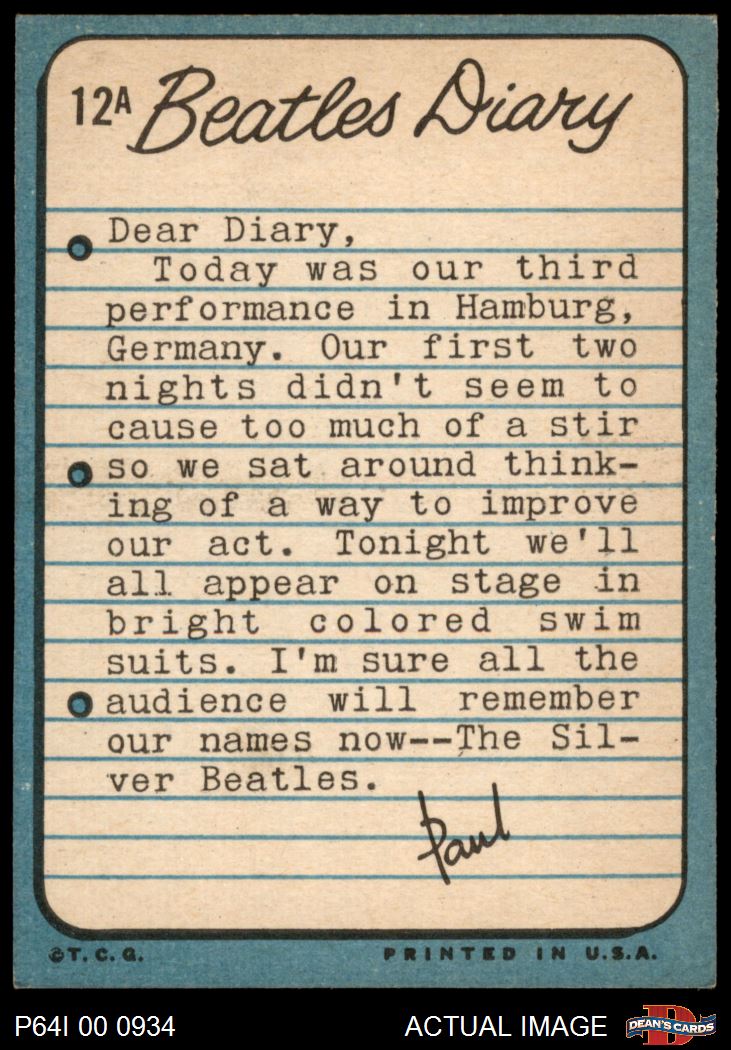 12A Beatles Diary
Dear Diary,
Today was our third
performance in Hamburg,
Germany. Our first two
nights didn't seem to
cause too much of a stir
so we sat around think-
ing of a way to improve
our act. Tonight we'll
all appear on stage in
bright colored swim
suits. I'm sure all the
audience will remember
our names now--The Sil-
ver Beatles.
Paul
©T.C.G. PRINTED IN U.S.A.
P64I 00 0934 ACTUAL IMAGE D DEAN'S CARDS